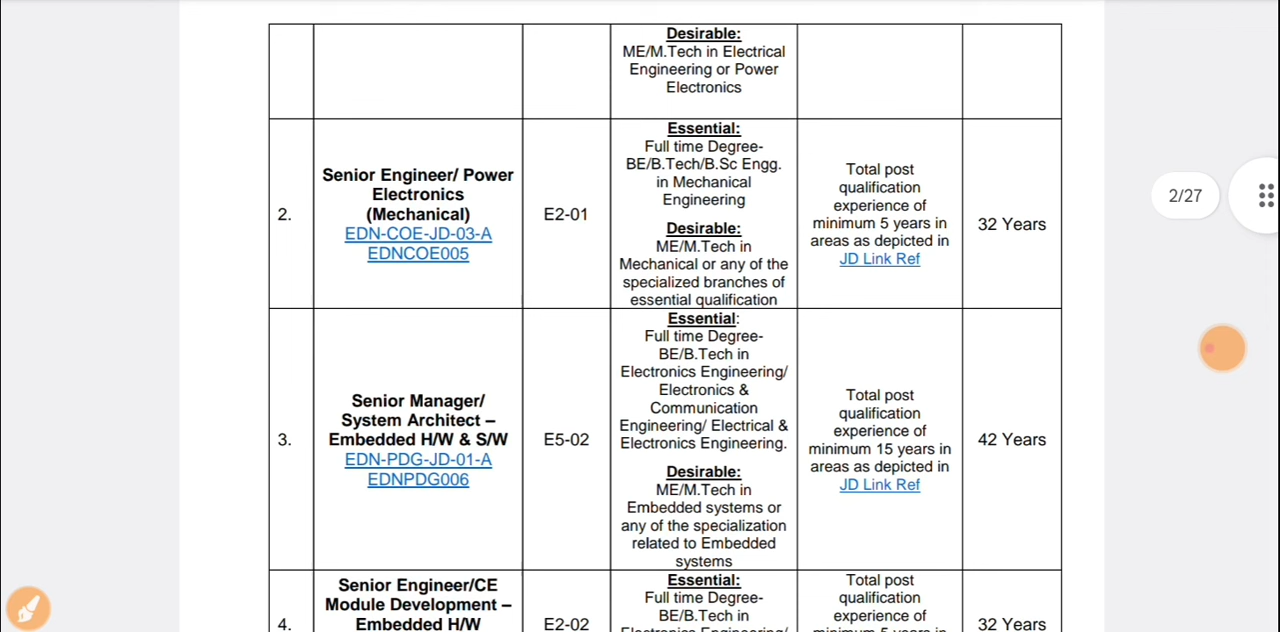 Desirable:
ME/M.Tech in Electrical
Engineering or Power
Electronics
2.
Senior Engineer/ Power
Electronics
(Mechanical)
EDN-COE-JD-03-A
EDNCOE005
E2-01
Essential:
Full time Degree-
BE/B.Tech/B.Sc Engg.
in Mechanical
Engineering
Desirable:
ME/M.Tech in
Mechanical or any of the
specialized branches of
essential qualification
Total post
qualification
experience of
minimum 5 years in
areas as depicted in
JD Link Ref
32 Years
3.
Senior Manager/
System Architect –
Embedded H/W & S/W
EDN-PDG-JD-01-A
EDNPDG006
E5-02
Essential:
Full time Degree-
BE/B.Tech in
Electronics Engineering/
Electronics &
Communication
Engineering/ Electrical &
Electronics Engineering.
Desirable:
ME/M.Tech in
Embedded systems or
any of the specialization
related to Embedded
systems
Total post
qualification
experience of
minimum 15 years in
areas as depicted in
JD Link Ref
42 Years
4.
Senior Engineer/CE
Module Development –
Embedded H/W
E2-02
Essential:
Full time Degree-
BE/B.Tech in
Electronics Engineering/
Total post
qualification
experience of
minimum 5 years in
32 Years
2/27